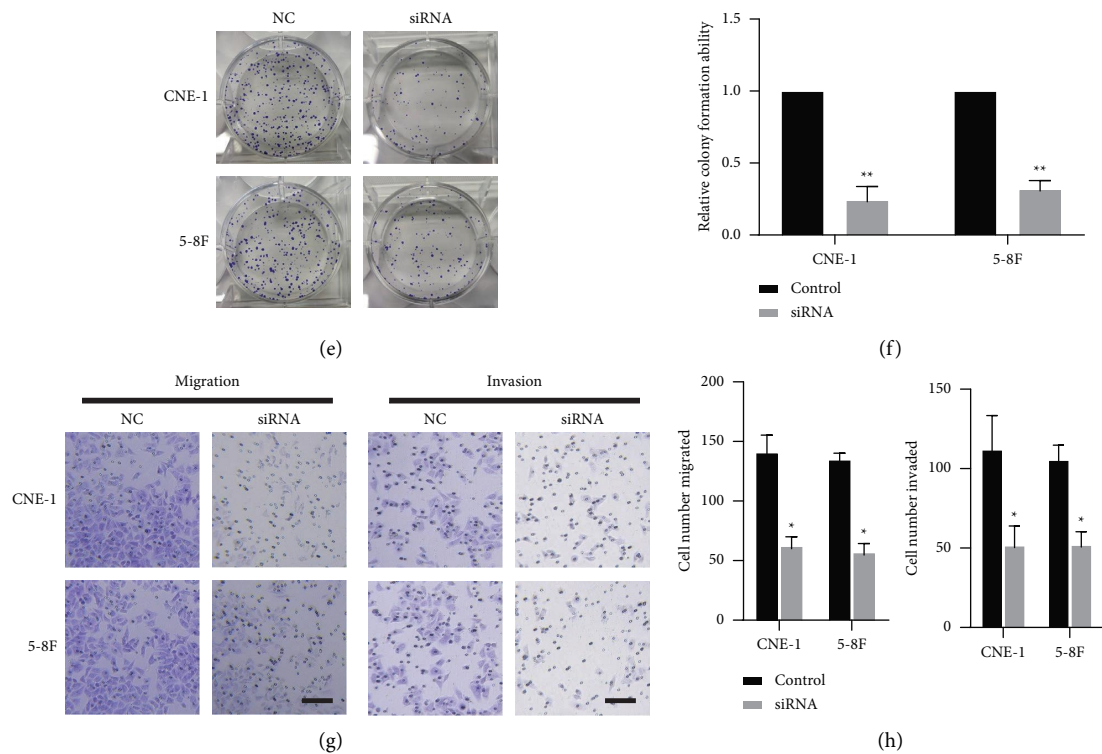 NC siRNA
CNE-1
5-8F
(e)
Relative colony formation ability
1.5
1.0
0.5
0.0
** **
CNE-1 5-8F
Control
siRNA
(f)
Migration Invasion
NC siRNA NC siRNA
CNE-1
5-8F
(g)
Cell number migrated
200
150
100
50
0
* *
CNE-1 5-8F
Cell number invaded
150
100
50
0
* *
CNE-1 5-8F
Control
siRNA
(h)